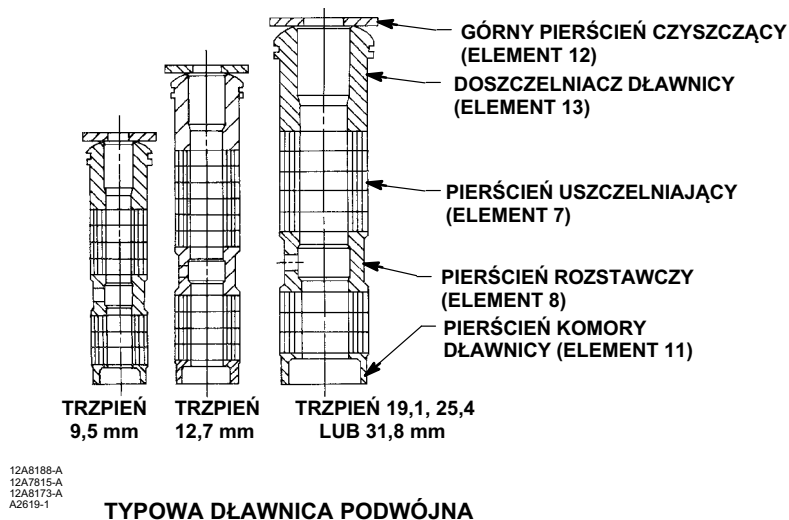 GÓRNY PIERŚCIEŃ CZYSZCZĄCY
(ELEMENT 12)
DOSZCZELNIACZ DŁAWNICY
(ELEMENT 13)
PIERŚCIEŃ USZCZELNIAJĄCY
(ELEMENT 7)
PIERŚCIEŃ ROZSTAWCZY
(ELEMENT 8)
PIERŚCIEŃ KOMORY
DŁAWNICY (ELEMENT 11)
TRZPIEŃ
9,5 mm
TRZPIEŃ
12,7 mm
TRZPIEŃ 19,1, 25,4
LUB 31,8 mm
12A8188-A
12A7815-A
12A8173-A
A2619-1
TYPOWA DŁAWNICA PODWÓJNA